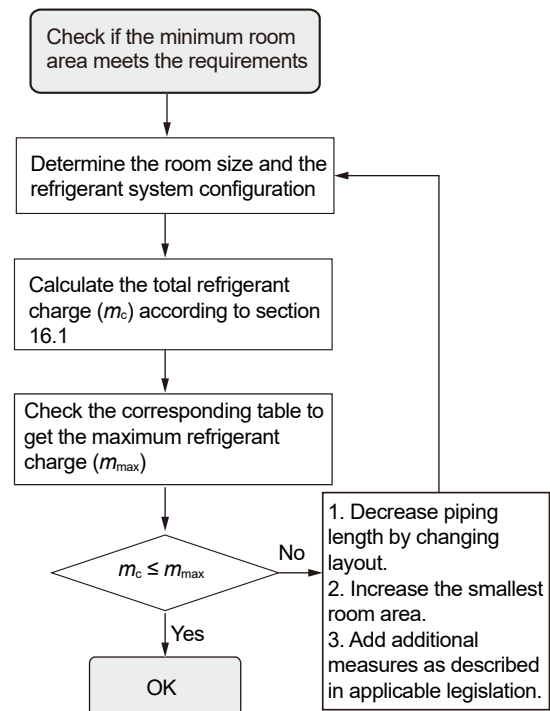 Check if the minimum room
area meets the requirements
Determine the room size and the
refrigerant system configuration
Calculate the total refrigerant
charge (mc) according to section
16.1
Check the corresponding table to
get the maximum refrigerant
charge (mmax)
mc ≤ mmax
No
1. Decrease piping
length by changing
layout.
2. Increase the smallest
room area.
3. Add additional
measures as described
in applicable legislation.
Yes
OK